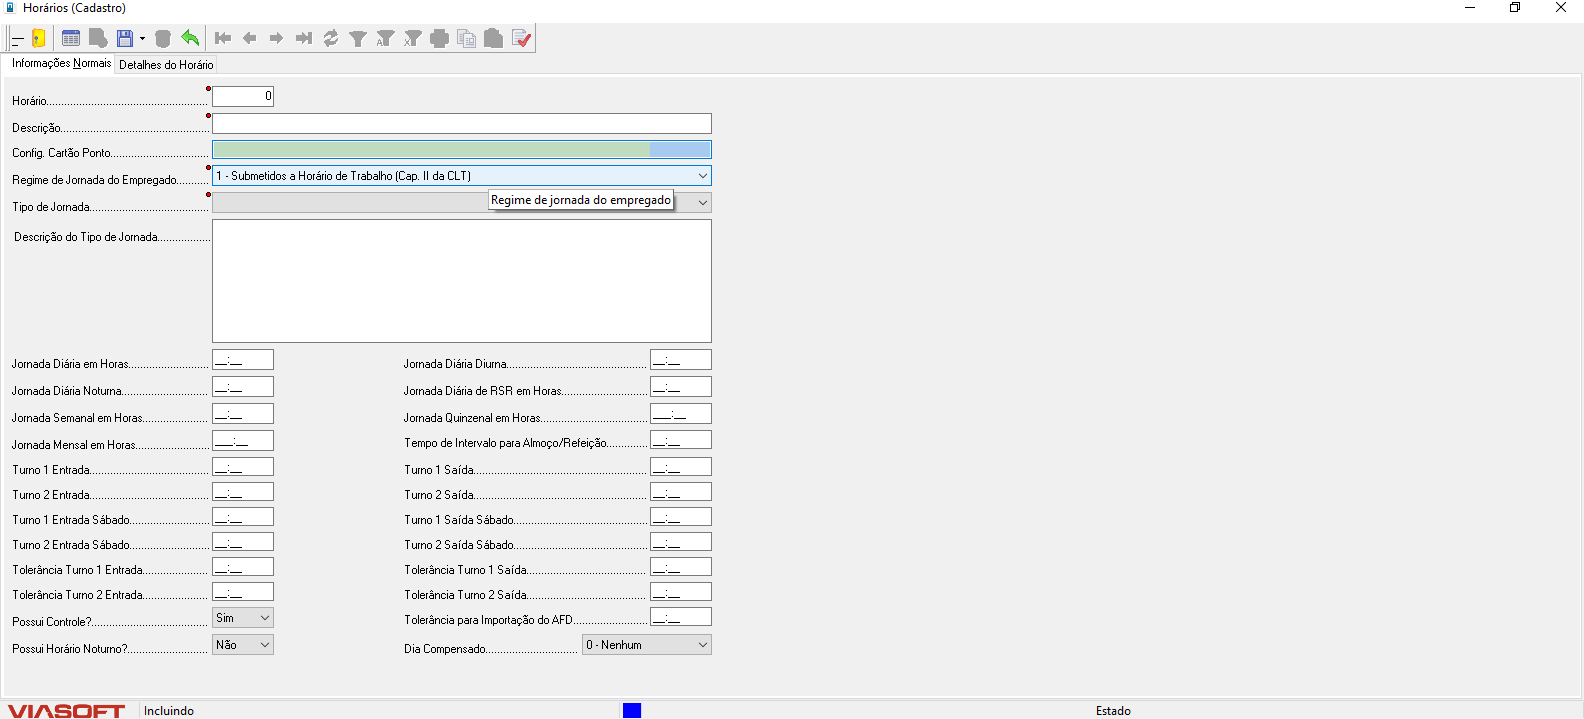 Horários (Cadastro)
Informações Normais
Detalhes do Horário
Horário
0
Descrição
Config. Cartão Ponto
Regime de Jornada do Empregado
1 - Submetidos a Horário de Trabalho (Cap. II da CLT)
Regime de jornada do empregado
Tipo de Jornada
Descrição do Tipo de Jornada
Jornada Diária em Horas __:__ Jornada Diária Diurna __:__
Jornada Diária Noturna __:__ Jornada Diária de RSR em Horas __:__
Jornada Semanal em Horas __:__ Jornada Quinzenal em Horas ___:__
Jornada Mensal em Horas ___:__ Tempo de Intervalo para Almoço/Refeição __:__
Turno 1 Entrada __:__ Turno 1 Saída __:__
Turno 2 Entrada __:__ Turno 2 Saída __:__
Turno 1 Entrada Sábado __:__ Turno 1 Saída Sábado __:__
Turno 2 Entrada Sábado __:__ Turno 2 Saída Sábado __:__
Tolerância Turno 1 Entrada __:__ Tolerância Turno 1 Saída __:__
Tolerância Turno 2 Entrada __:__ Tolerância Turno 2 Saída __:__
Possui Controle? Sim Tolerância para Importação do AFD __:__
Possui Horário Noturno? Não Dia Compensado 0 - Nenhum
VIASOFT Incluindo Estado